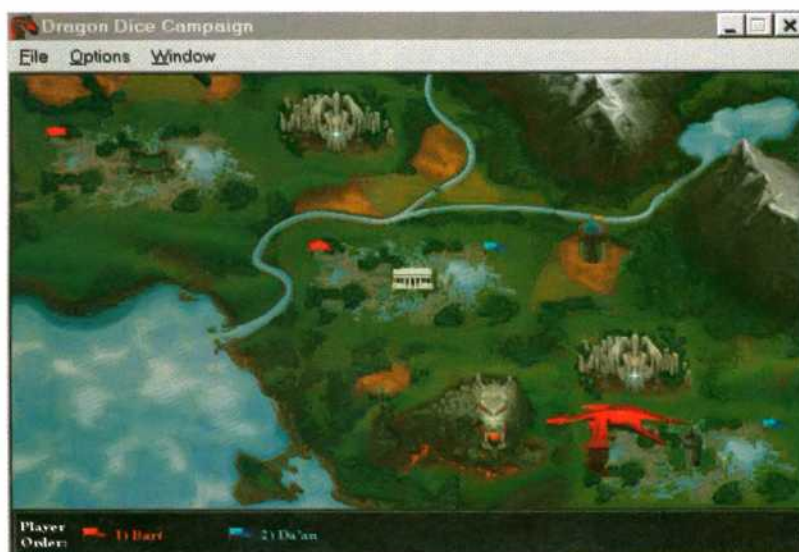 Dragon Dice Campaign
File Options Window
Player Order: 1) Bart 2) Da'an